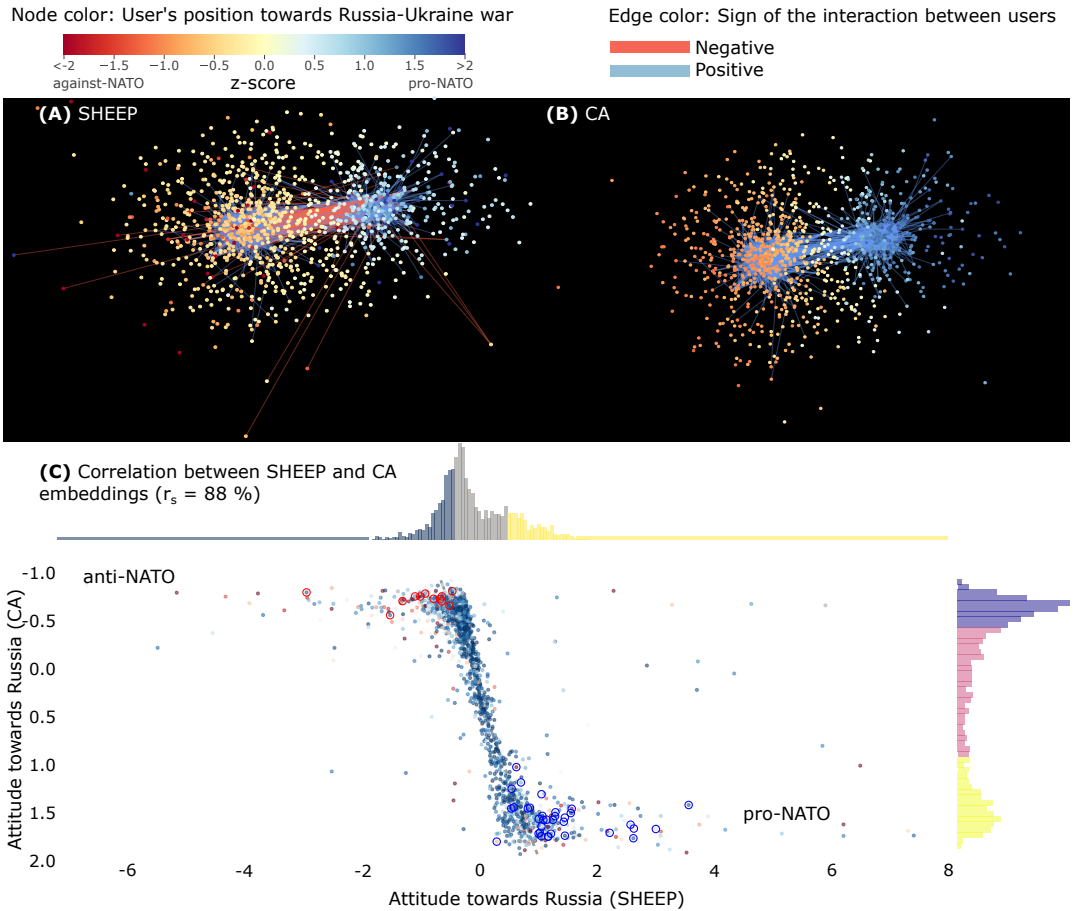 Node color: User's position towards Russia-Ukraine war
<-2 −1.5 −1.0 −0.5 0.0 0.5 1.0 1.5 >2
against-NATO z-score pro-NATO
Edge color: Sign of the interaction between users
Negative
Positive
(A) SHEEP
(B) CA
(C) Correlation between SHEEP and CA
embeddings (rs = 88 %)
anti-NATO
pro-NATO
Attitude towards Russia (CA)
-1.0
-0.5
0.0
0.5
1.0
1.5
2.0
-6 -4 -2 0 2 4 6 8
Attitude towards Russia (SHEEP)